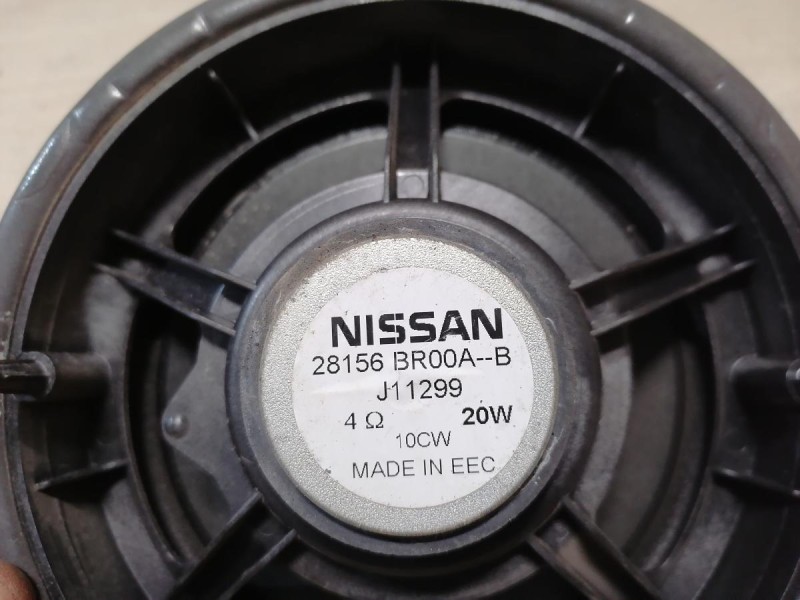 NISSAN
28156 BR00A--B
J11299
4 Ω 20W
10CW
MADE IN EEC